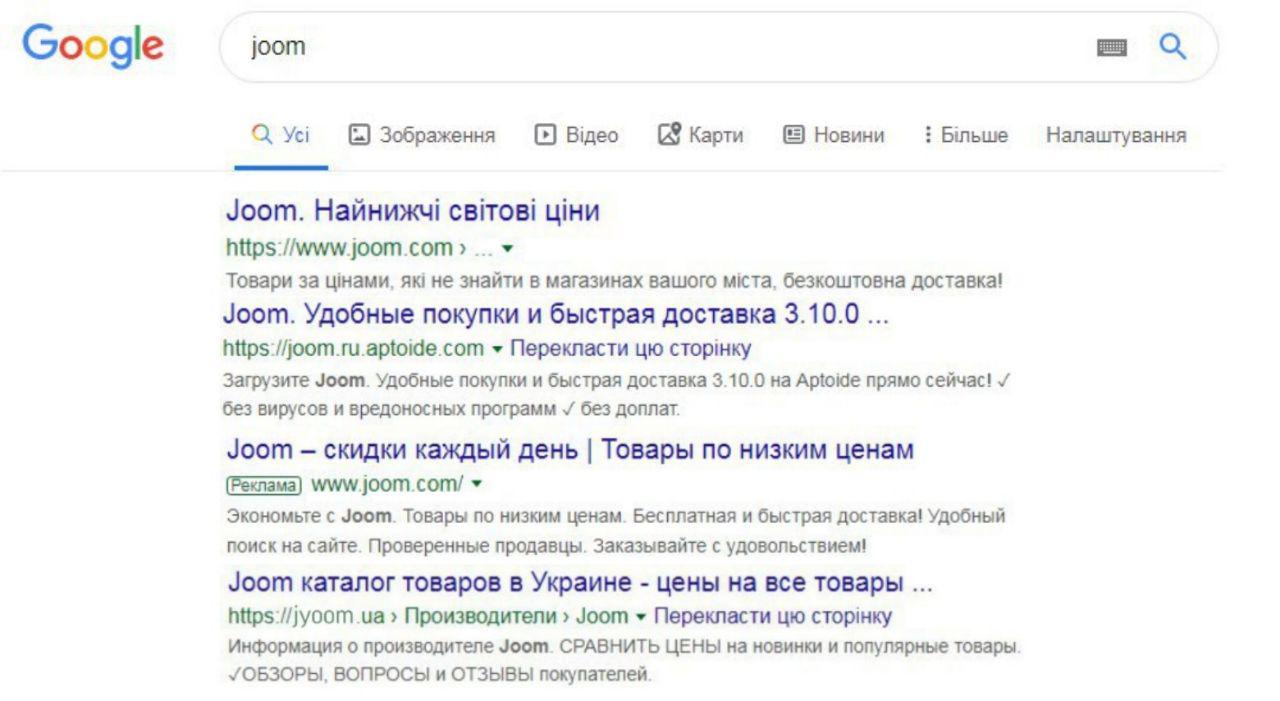 Google
joom
Усі Зображення Відео Карти Новини Більше Налаштування
Joom. Найнижчі світові ціни
https://www.joom.com › ...
Товари за цінами, які не знайти в магазинах вашого міста, безкоштовна доставка!
Joom. Удобные покупки и быстрая доставка 3.10.0 ...
https://joom.ru.aptoide.com Перекласти цю сторінку
Загрузите Joom. Удобные покупки и быстрая доставка 3.10.0 на Aptoide прямо сейчас! ✓
без вирусов и вредоносных программ ✓ без доплат.
Joom – скидки каждый день | Товары по низким ценам
Реклама www.joom.com/
Экономьте с Joom. Товары по низким ценам. Бесплатная и быстрая доставка! Удобный
поиск на сайте. Проверенные продавцы. Заказывайте с удовольствием!
Joom каталог товаров в Украине - цены на все товары ...
https://jyoom.ua › Производители › Joom Перекласти цю сторінку
Информация о производителе Joom. СРАВНИТЬ ЦЕНЫ на новинки и популярные товары.
✓ОБЗОРЫ, ВОПРОСЫ и ОТЗЫВЫ покупателей.